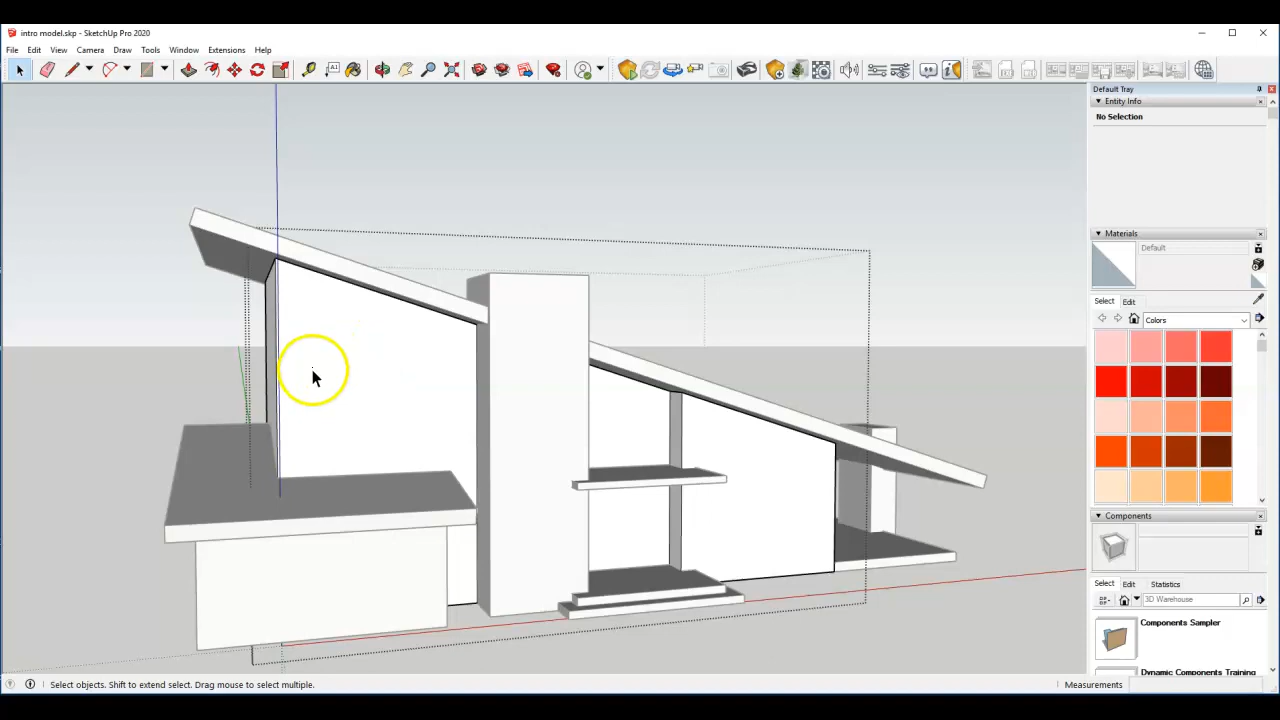 intro model.skp - SketchUp Pro 2020
File Edit View Camera Draw Tools Window Extensions Help
Default Tray
Entity Info
No Selection
Materials
Default
Select Edit
Colors
Components
Select Edit Statistics
3D Warehouse
Components Sampler
Dynamic Components Training
Select objects. Shift to extend select. Drag mouse to select multiple.
Measurements